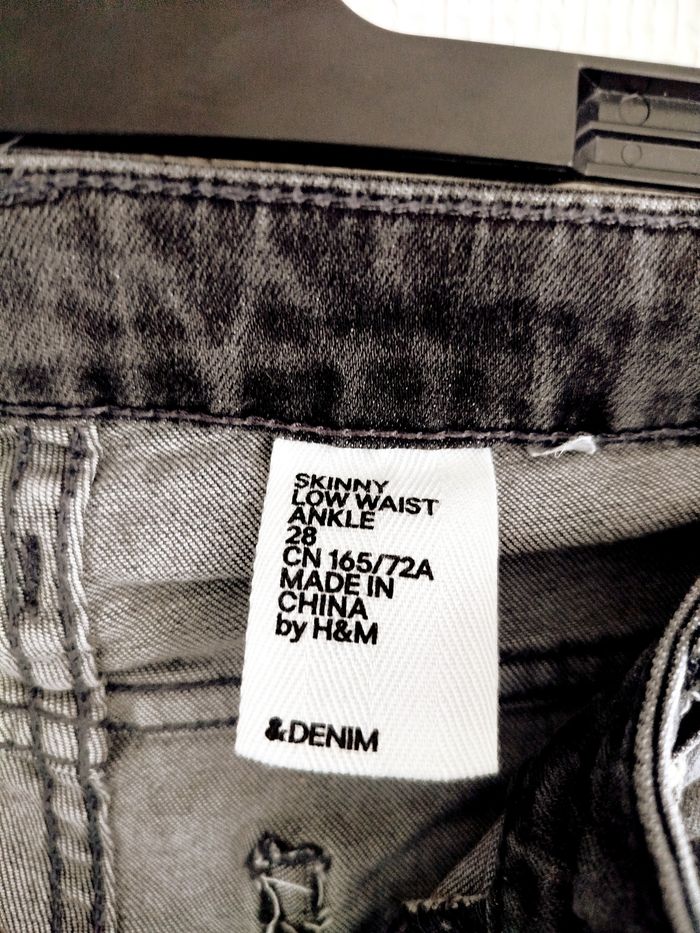 SKINNY
LOW WAIST
ANKLE
28
CN 165/72A
MADE IN
CHINA
by H&M
&DENIM